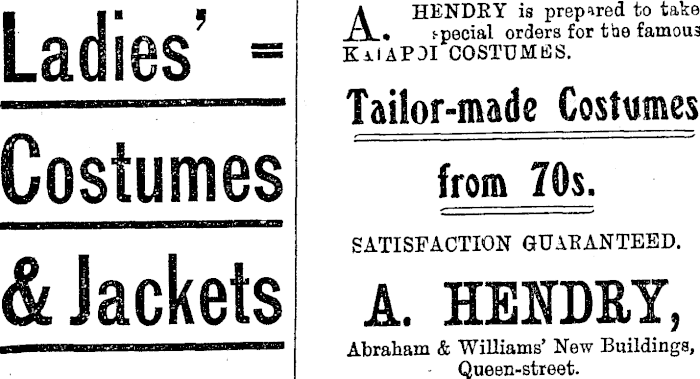 Ladies' =
Costumes
& Jackets
A. HENDRY is prepared to take
special orders for the famous
KAIAPOI COSTUMES.
Tailor-made Costumes
from 70s.
SATISFACTION GUARANTEED.
A. HENDRY,
Abraham & Williams' New Buildings,
Queen-street.